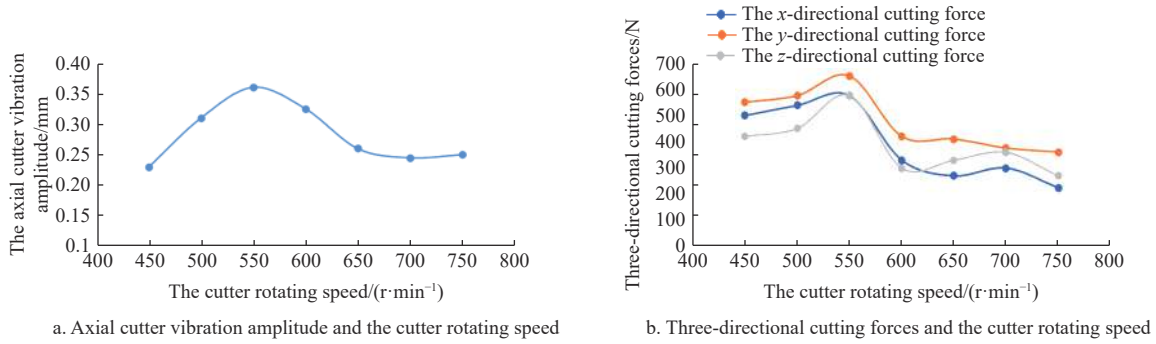 The axial cutter vibration
amplitude/mm
0.40
0.35
0.30
0.25
0.20
0.15
0.1
400 450 500 550 600 650 700 750 800
The cutter rotating speed/(r·min⁻¹)
a. Axial cutter vibration amplitude and the cutter rotating speed
The x-directional cutting force
The y-directional cutting force
The z-directional cutting force
Three-directional cutting forces/N
700
600
500
400
300
200
100
0
400 450 500 550 600 650 700 750 800
The cutter rotating speed/(r·min⁻¹)
b. Three-directional cutting forces and the cutter rotating speed